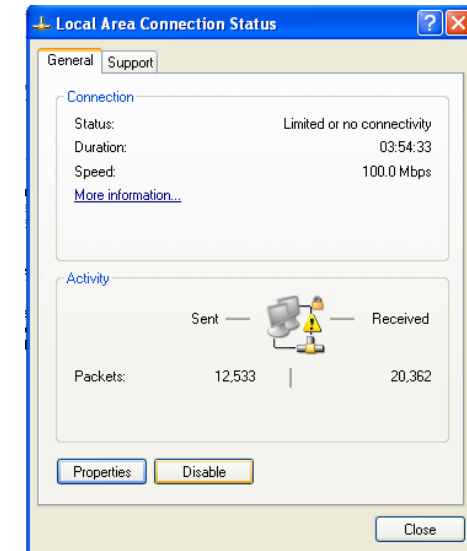 Local Area Connection Status
General Support
Connection
Status: Limited or no connectivity
Duration: 03:54:33
Speed: 100.0 Mbps
More information...
Activity
Sent Received
Packets: 12,533 20,362
Properties Disable
Close